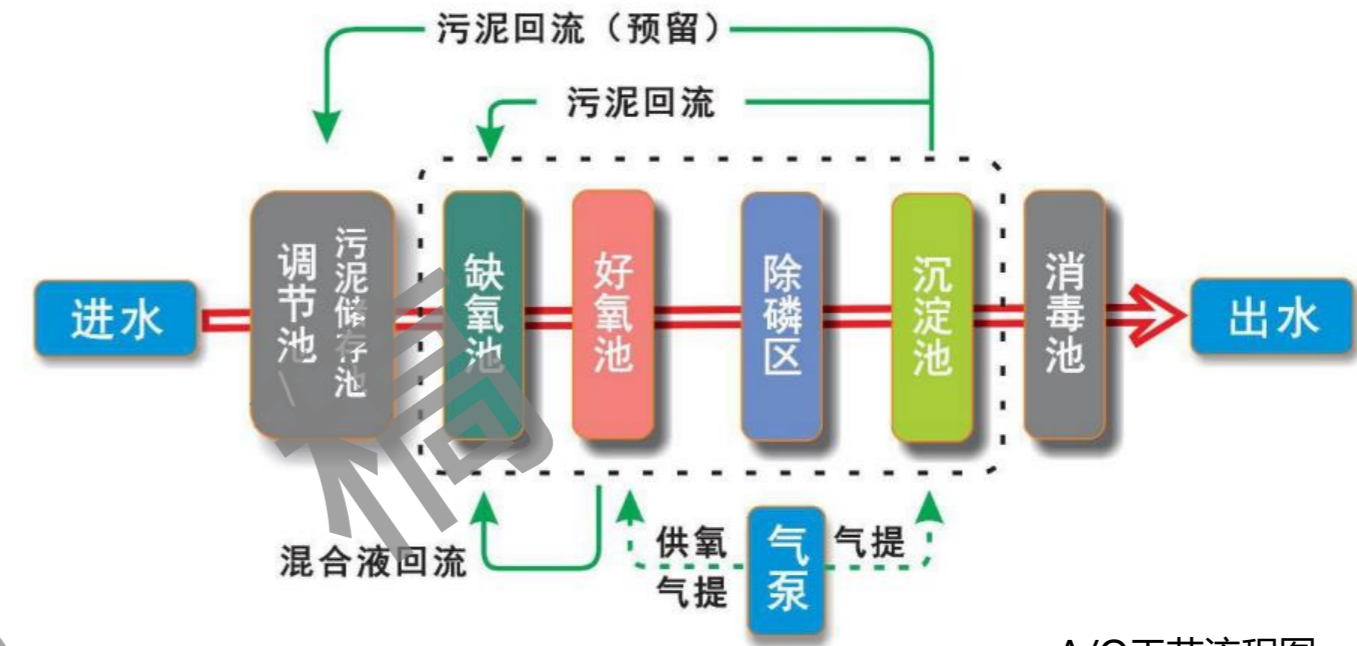 污泥回流（预留）
污泥回流
进水
调节池
污泥储存池
缺氧池
好氧池
除磷区
沉淀池
消毒池
出水
混合液回流
供氧
气提
气泵
气提